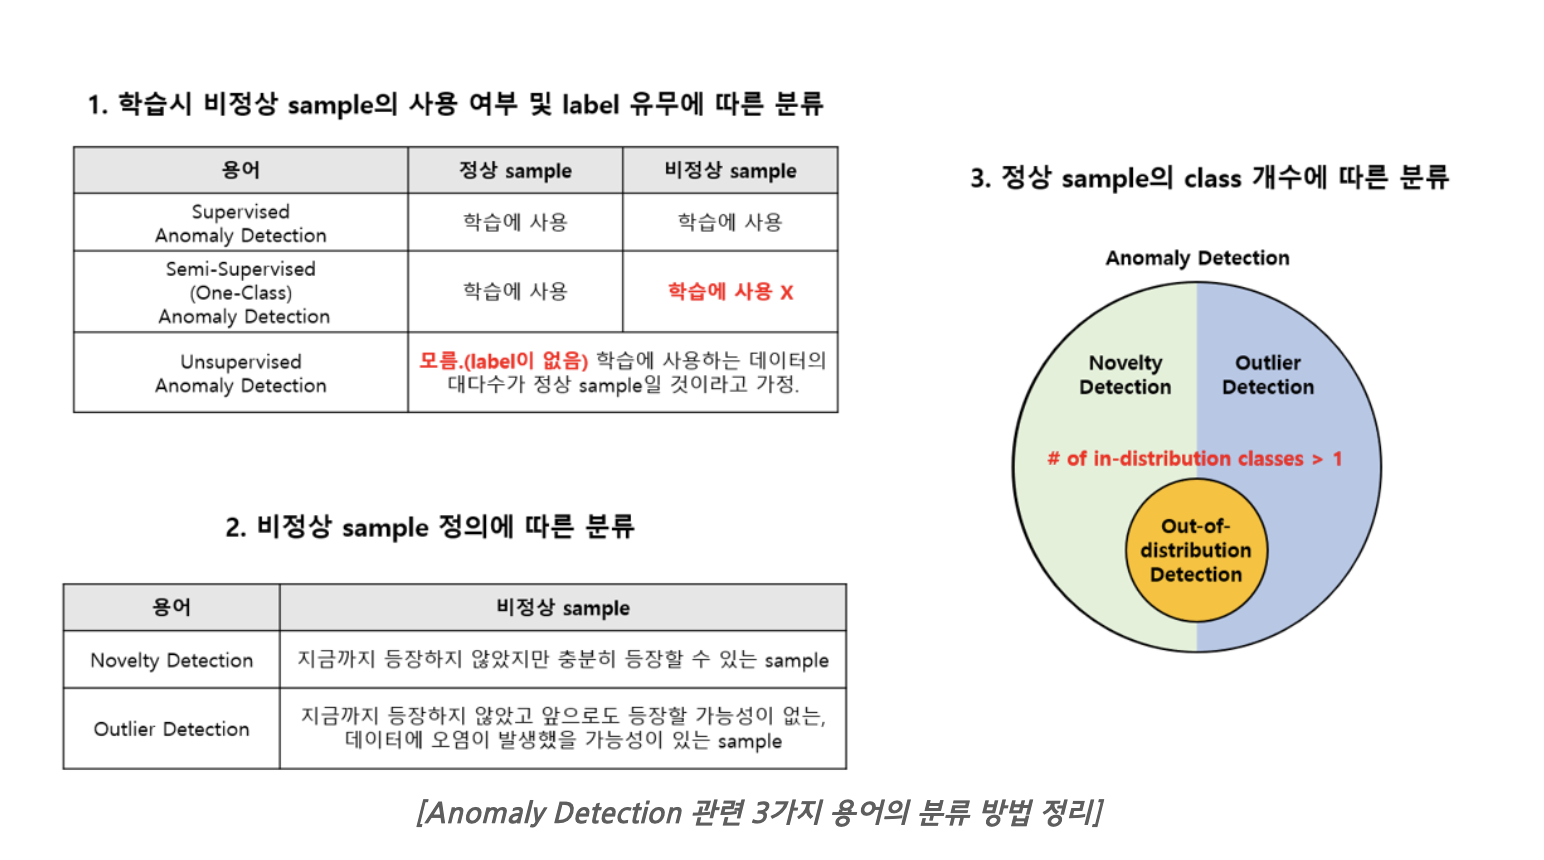 1. 학습시 비정상 sample의 사용 여부 및 label 유무에 따른 분류
용어
정상 sample
비정상 sample
Supervised
Anomaly Detection
학습에 사용
학습에 사용
Semi-Supervised
(One-Class)
Anomaly Detection
학습에 사용
학습에 사용 X
Unsupervised
Anomaly Detection
모름.(label이 없음) 학습에 사용하는 데이터의
대다수가 정상 sample일 것이라고 가정.
2. 비정상 sample 정의에 따른 분류
용어
비정상 sample
Novelty Detection
지금까지 등장하지 않았지만 충분히 등장할 수 있는 sample
Outlier Detection
지금까지 등장하지 않았고 앞으로도 등장할 가능성이 없는,
데이터에 오염이 발생했을 가능성이 있는 sample
3. 정상 sample의 class 개수에 따른 분류
Anomaly Detection
Novelty
Detection
Outlier
Detection
# of in-distribution classes > 1
Out-of-
distribution
Detection
[Anomaly Detection 관련 3가지 용어의 분류 방법 정리]